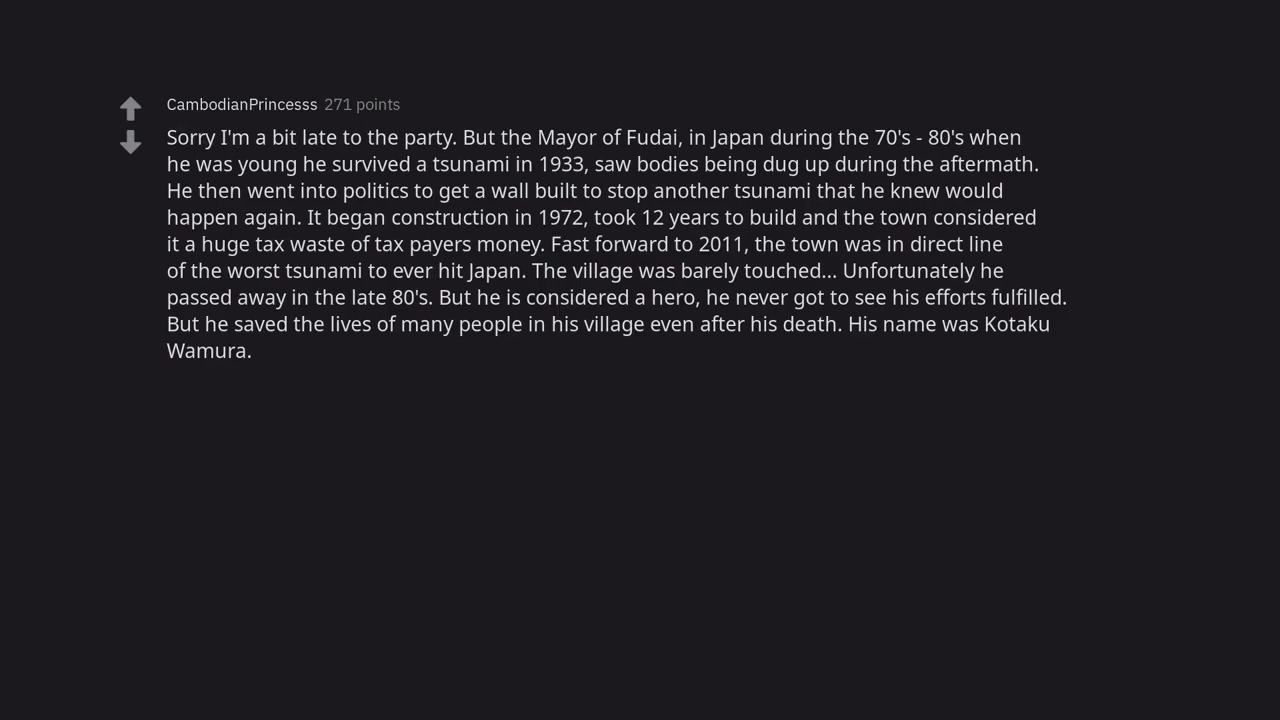 CambodianPrincesss 271 points
Sorry I'm a bit late to the party. But the Mayor of Fudai, in Japan during the 70's - 80's when
he was young he survived a tsunami in 1933, saw bodies being dug up during the aftermath.
He then went into politics to get a wall built to stop another tsunami that he knew would
happen again. It began construction in 1972, took 12 years to build and the town considered
it a huge tax waste of tax payers money. Fast forward to 2011, the town was in direct line
of the worst tsunami to ever hit Japan. The village was barely touched... Unfortunately he
passed away in the late 80's. But he is considered a hero, he never got to see his efforts fulfilled.
But he saved the lives of many people in his village even after his death. His name was Kotaku
Wamura.